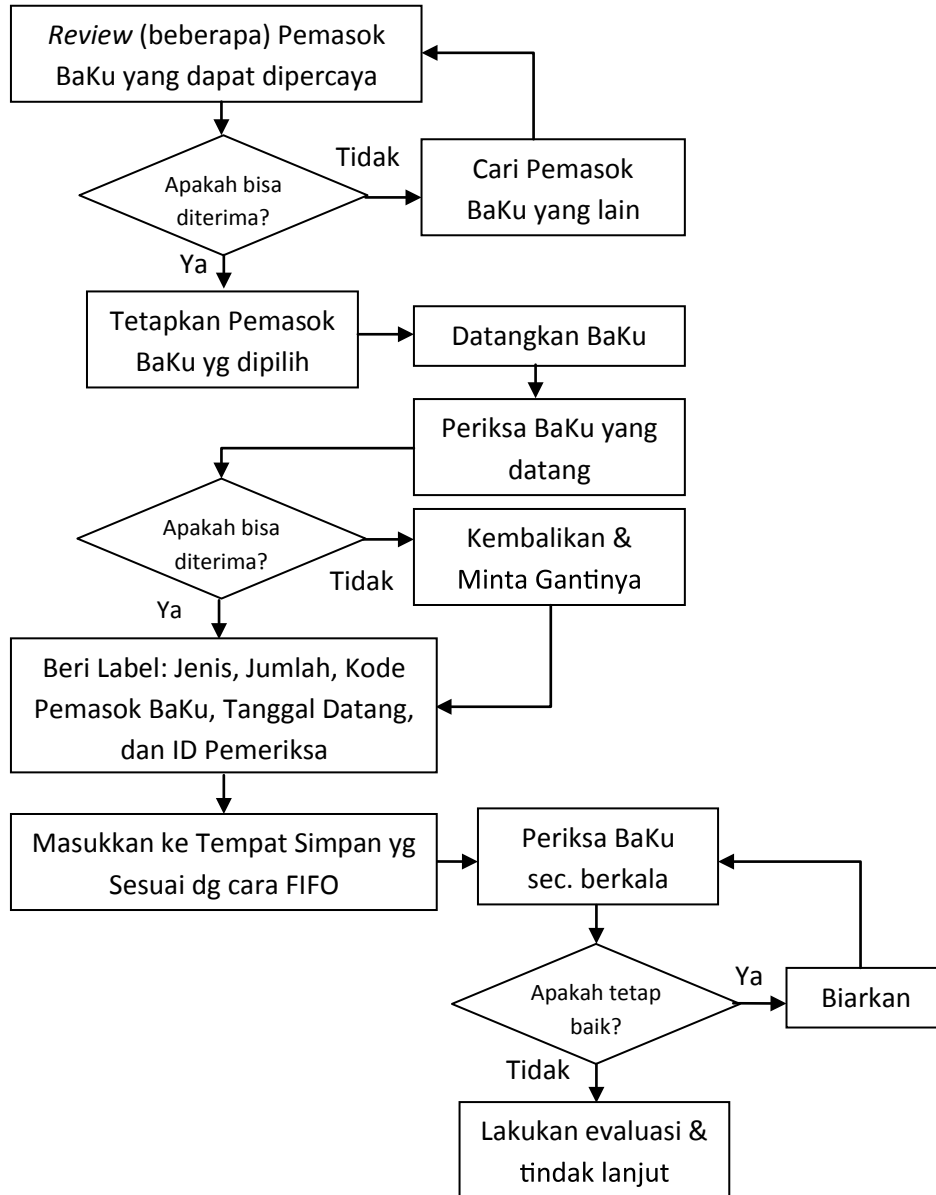 Review (beberapa) Pemasok
BaKu yang dapat dipercaya
Tidak
Apakah bisa
diterima?
Cari Pemasok
BaKu yang lain
Ya
Tetapkan Pemasok
BaKu yg dipilih
Datangkan BaKu
Periksa BaKu yang
datang
Apakah bisa
diterima?
Kembalikan &
Minta Gantinya
Tidak
Ya
Beri Label: Jenis, Jumlah, Kode
Pemasok BaKu, Tanggal Datang,
dan ID Pemeriksa
Masukkan ke Tempat Simpan yg
Sesuai dg cara FIFO
Periksa BaKu
sec. berkala
Apakah tetap
baik?
Ya
Biarkan
Tidak
Lakukan evaluasi &
tindak lanjut